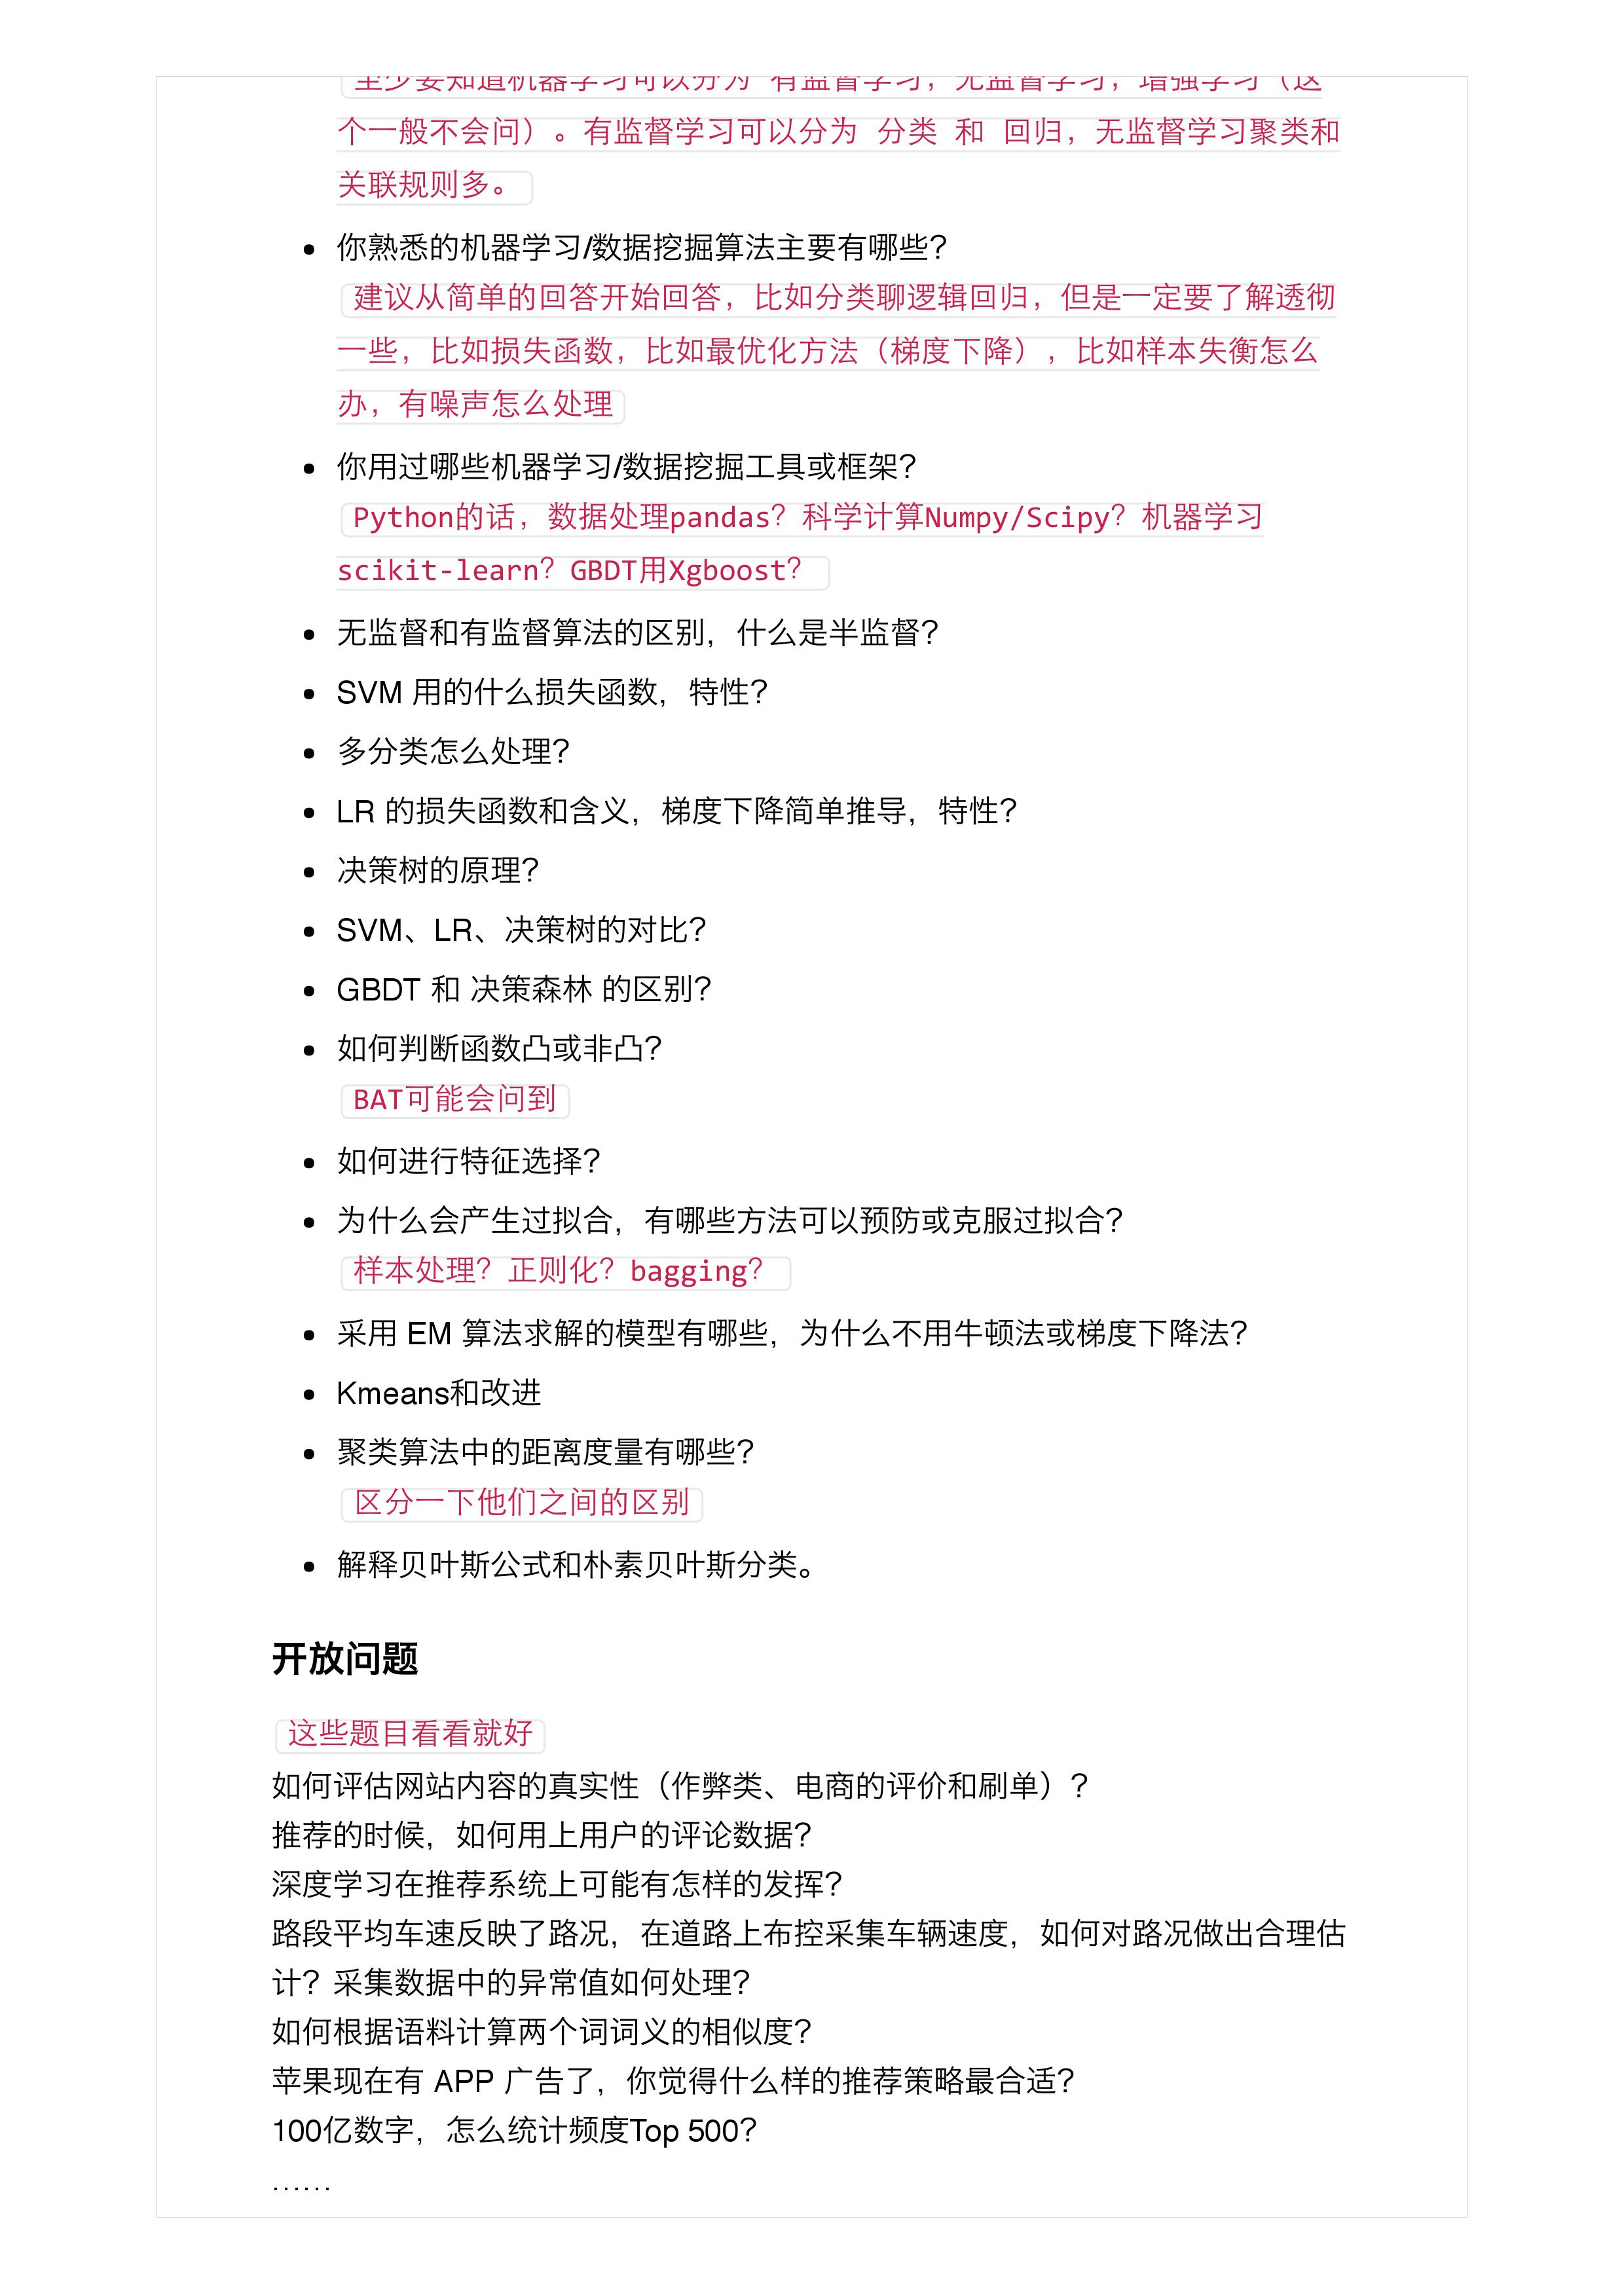 至少要知道机器学习可以分为 有监督学习，无监督学习，增强学习（这
个一般不会问）。有监督学习可以分为 分类 和 回归，无监督学习聚类和
关联规则多。
• 你熟悉的机器学习/数据挖掘算法主要有哪些？
建议从简单的回答开始回答，比如分类聊逻辑回归，但是一定要了解透彻
一些，比如损失函数，比如最优化方法（梯度下降），比如样本失衡怎么
办，有噪声怎么处理
• 你用过哪些机器学习/数据挖掘工具或框架？
Python的话，数据处理pandas？科学计算Numpy/Scipy？机器学习
scikit-learn？GBDT用Xgboost？
• 无监督和有监督算法的区别，什么是半监督？
• SVM 用的什么损失函数，特性？
• 多分类怎么处理？
• LR 的损失函数和含义，梯度下降简单推导，特性？
• 决策树的原理？
• SVM、LR、决策树的对比？
• GBDT 和 决策森林 的区别？
• 如何判断函数凸或非凸？
BAT可能会问到
• 如何进行特征选择？
• 为什么会产生过拟合，有哪些方法可以预防或克服过拟合？
样本处理？正则化？bagging？
• 采用 EM 算法求解的模型有哪些，为什么不用牛顿法或梯度下降法？
• Kmeans和改进
• 聚类算法中的距离度量有哪些？
区分一下他们之间的区别
• 解释贝叶斯公式和朴素贝叶斯分类。
开放问题
这些题目看看就好
如何评估网站内容的真实性（作弊类、电商的评价和刷单）？
推荐的时候，如何用上用户的评论数据？
深度学习在推荐系统上可能有怎样的发挥？
路段平均车速反映了路况，在道路上布控采集车辆速度，如何对路况做出合理估
计？采集数据中的异常值如何处理？
如何根据语料计算两个词词义的相似度？
苹果现在有 APP 广告了，你觉得什么样的推荐策略最合适？
100亿数字，怎么统计频度Top 500？
……